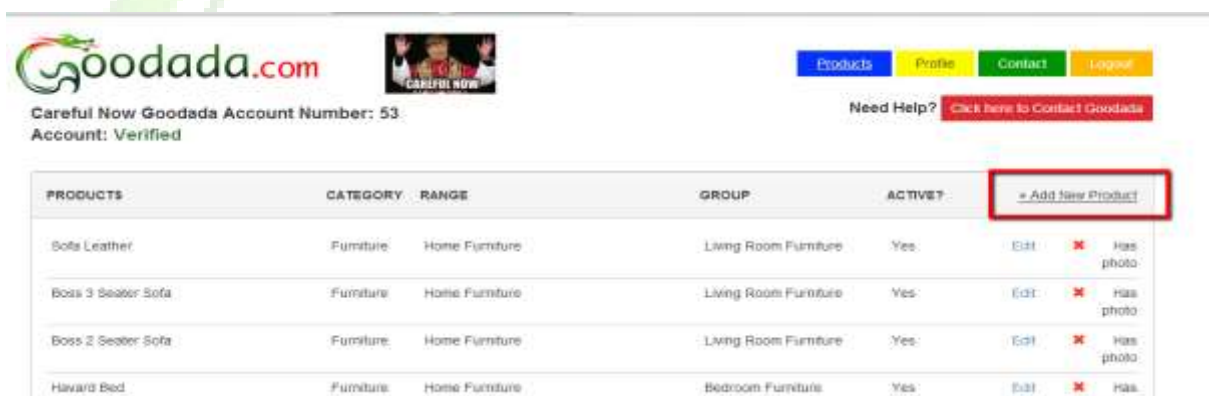 Goodada.com
CAREFUL NOW
Products Profile Contact Logout
Careful Now Goodada Account Number: 53
Need Help? Click here to Contact Goodada
Account: Verified
PRODUCTS CATEGORY RANGE GROUP ACTIVE? + Add New Product
Sofa Leather Furniture Home Furniture Living Room Furniture Yes Edit ✖ Has photo
Boss 3 Seater Sofa Furniture Home Furniture Living Room Furniture Yes Edit ✖ Has photo
Boss 2 Seater Sofa Furniture Home Furniture Living Room Furniture Yes Edit ✖ Has photo
Havard Bed Furniture Home Furniture Bedroom Furniture Yes Edit ✖ Has